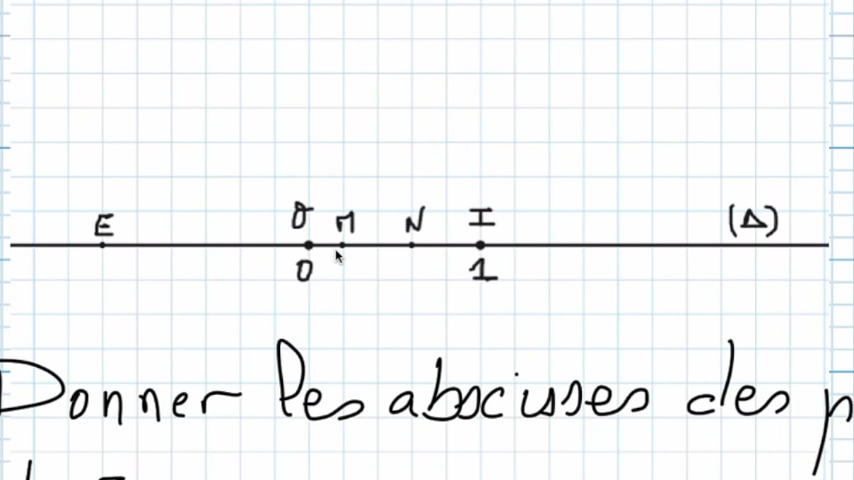 E O M N I (Δ)
0 1
Donner les abscisses des